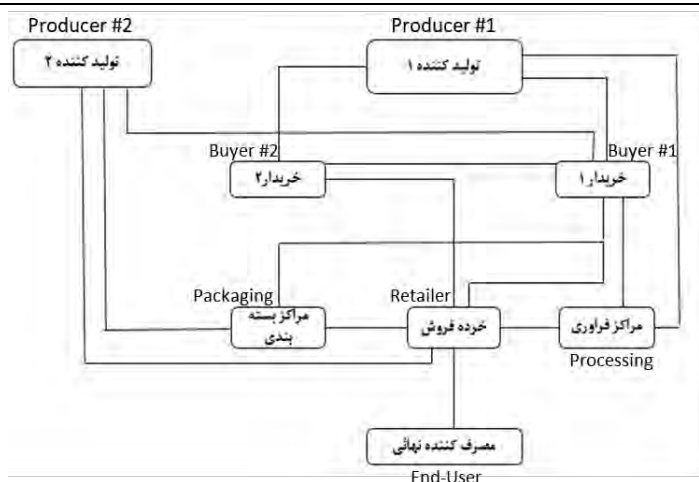 Producer #2
Producer #1
تولید کننده ۲
تولید کننده ۱
Buyer #2
Buyer #1
خریدار۲
خریدار ۱
Packaging
Retailer
مراکز بسته
بندی
خرده فروش
مراکز فراوری
Processing
مصرف کننده نهائی
End-User